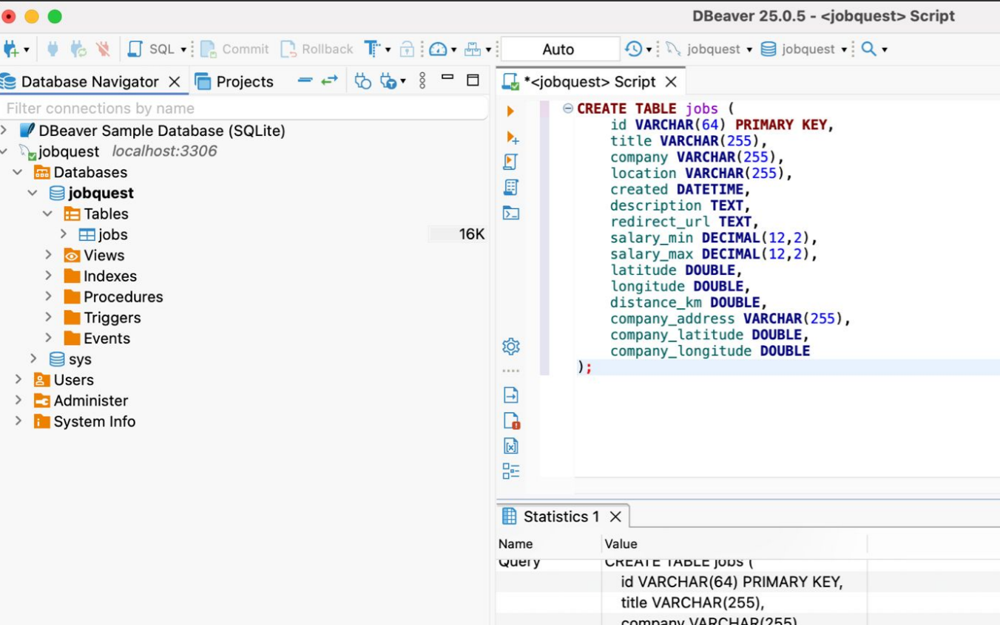 DBeaver 25.0.5 - <jobquest> Script
SQL Commit Rollback Auto jobquest jobquest
Database Navigator Projects
Filter connections by name
DBeaver Sample Database (SQLite)
jobquest localhost:3306
Databases
jobquest
Tables
jobs 16K
Views
Indexes
Procedures
Triggers
Events
sys
Users
Administer
System Info
*<jobquest> Script
CREATE TABLE jobs (
id VARCHAR(64) PRIMARY KEY,
title VARCHAR(255),
company VARCHAR(255),
location VARCHAR(255),
created DATETIME,
description TEXT,
redirect_url TEXT,
salary_min DECIMAL(12,2),
salary_max DECIMAL(12,2),
latitude DOUBLE,
longitude DOUBLE,
distance_km DOUBLE,
company_address VARCHAR(255),
company_latitude DOUBLE,
company_longitude DOUBLE
);
Statistics 1
Name Value
Query CREATE TABLE jobs (
id VARCHAR(64) PRIMARY KEY,
title VARCHAR(255),
company VARCHAR(255)